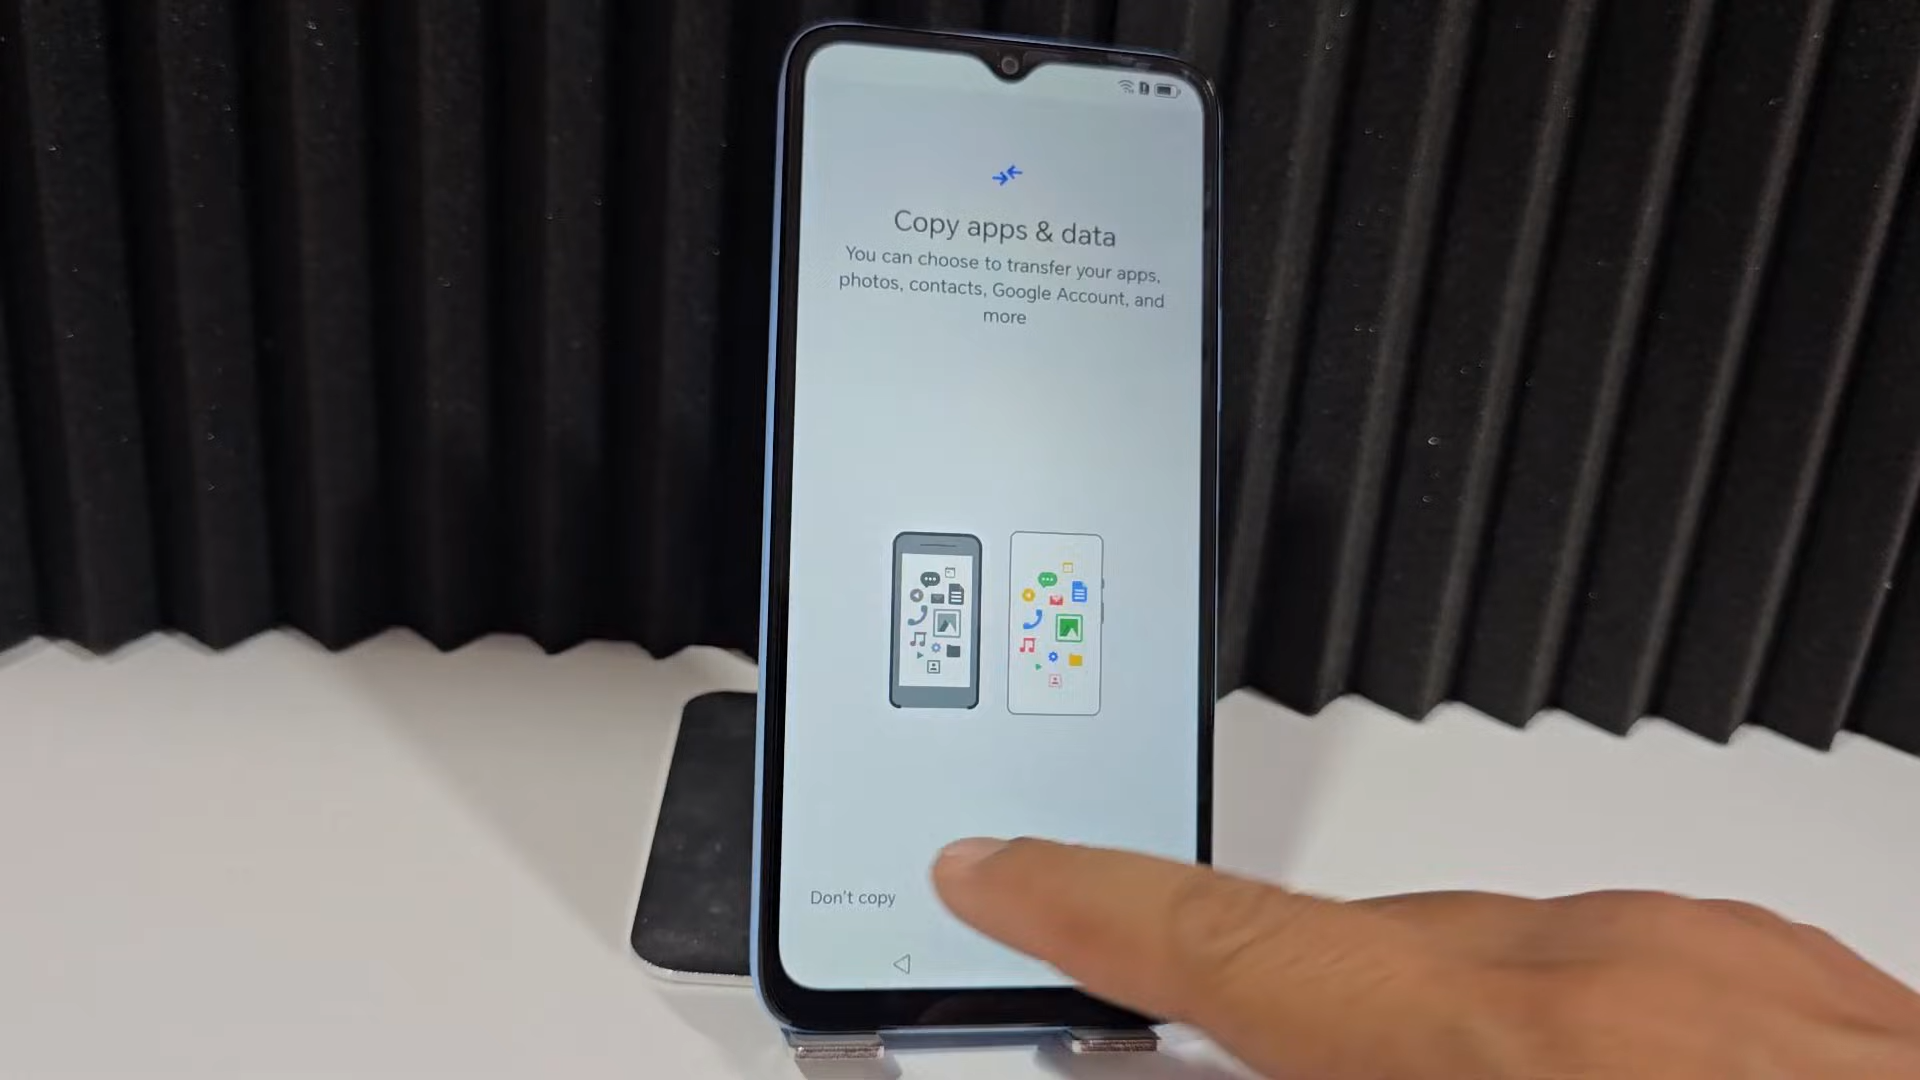 Copy apps & data
You can choose to transfer your apps,
photos, contacts, Google Account, and
more
Don't copy